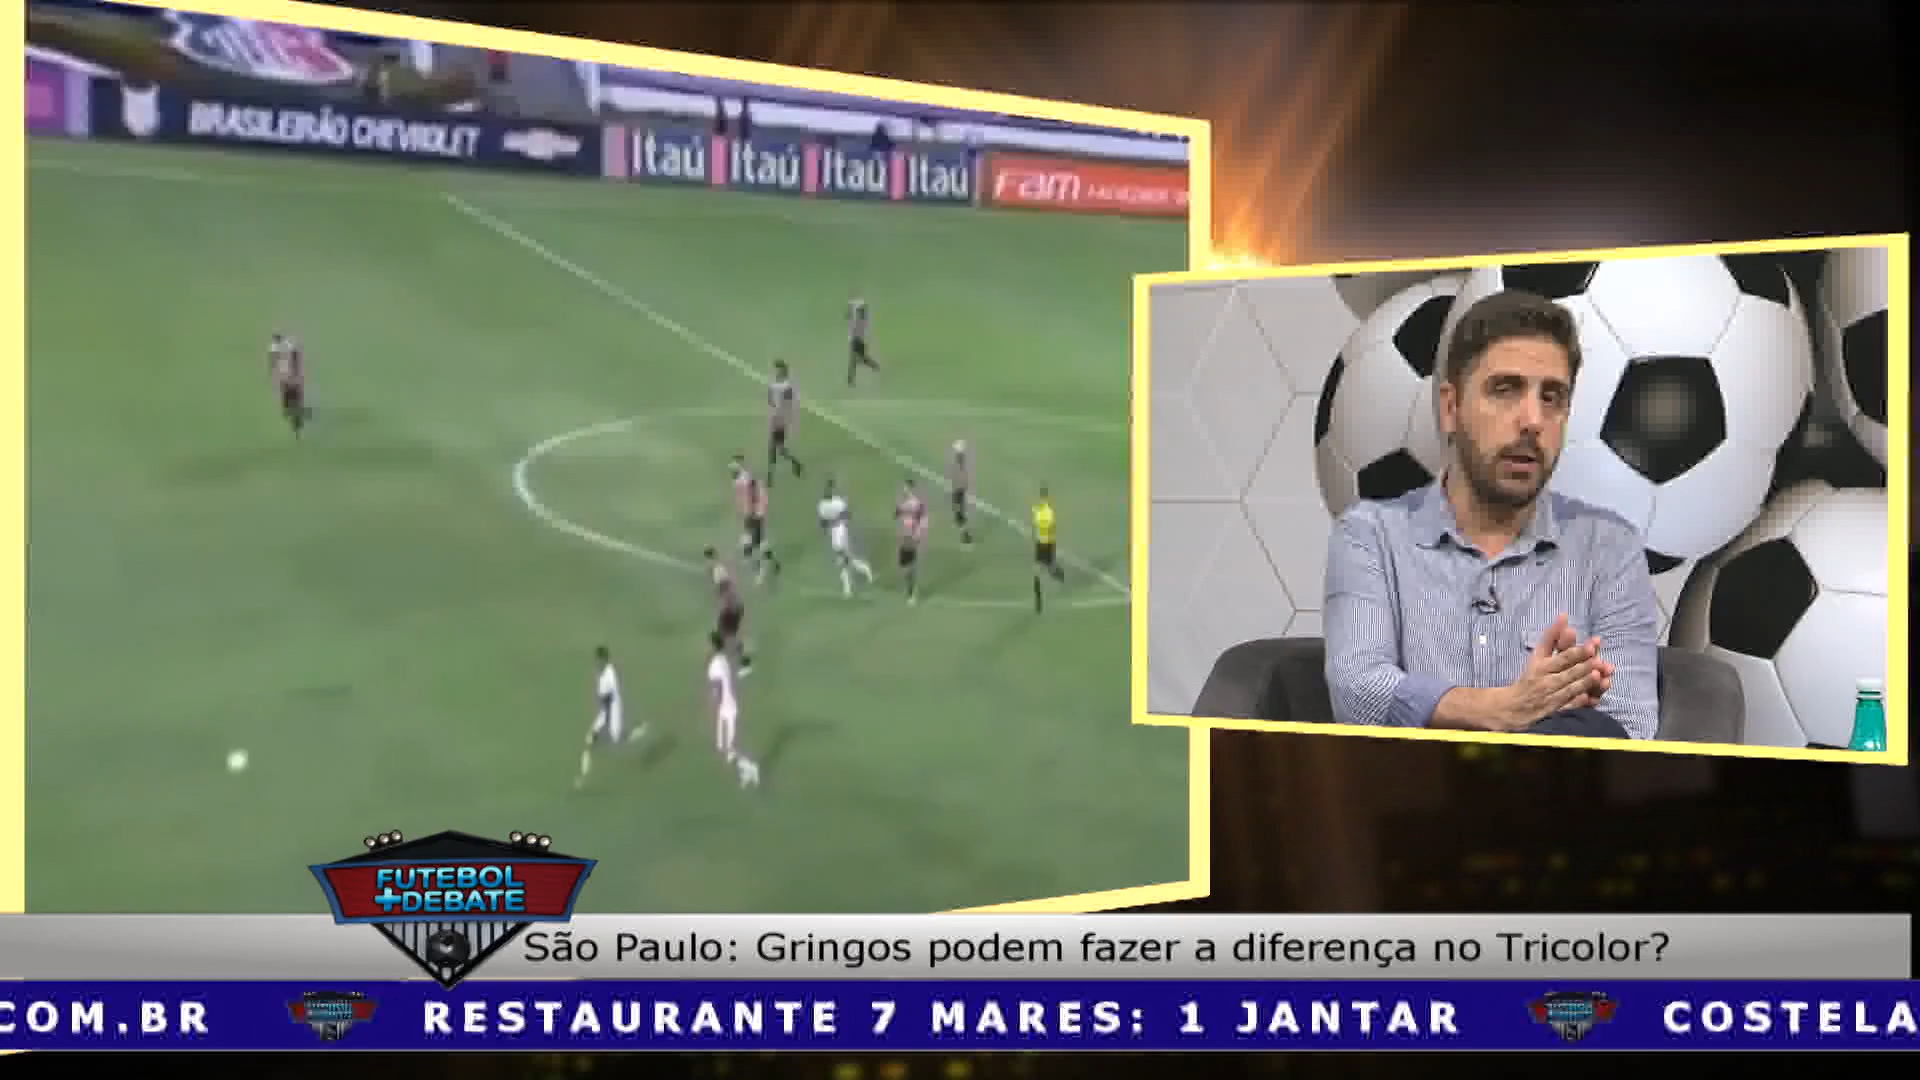 BRASILEIRÃO CHEVROLET
Itaú Itaú Itaú Itaú
FAM
FUTEBOL
+DEBATE
São Paulo: Gringos podem fazer a diferença no Tricolor?
COM.BR RESTAURANTE 7 MARES: 1 JANTAR COSTELA